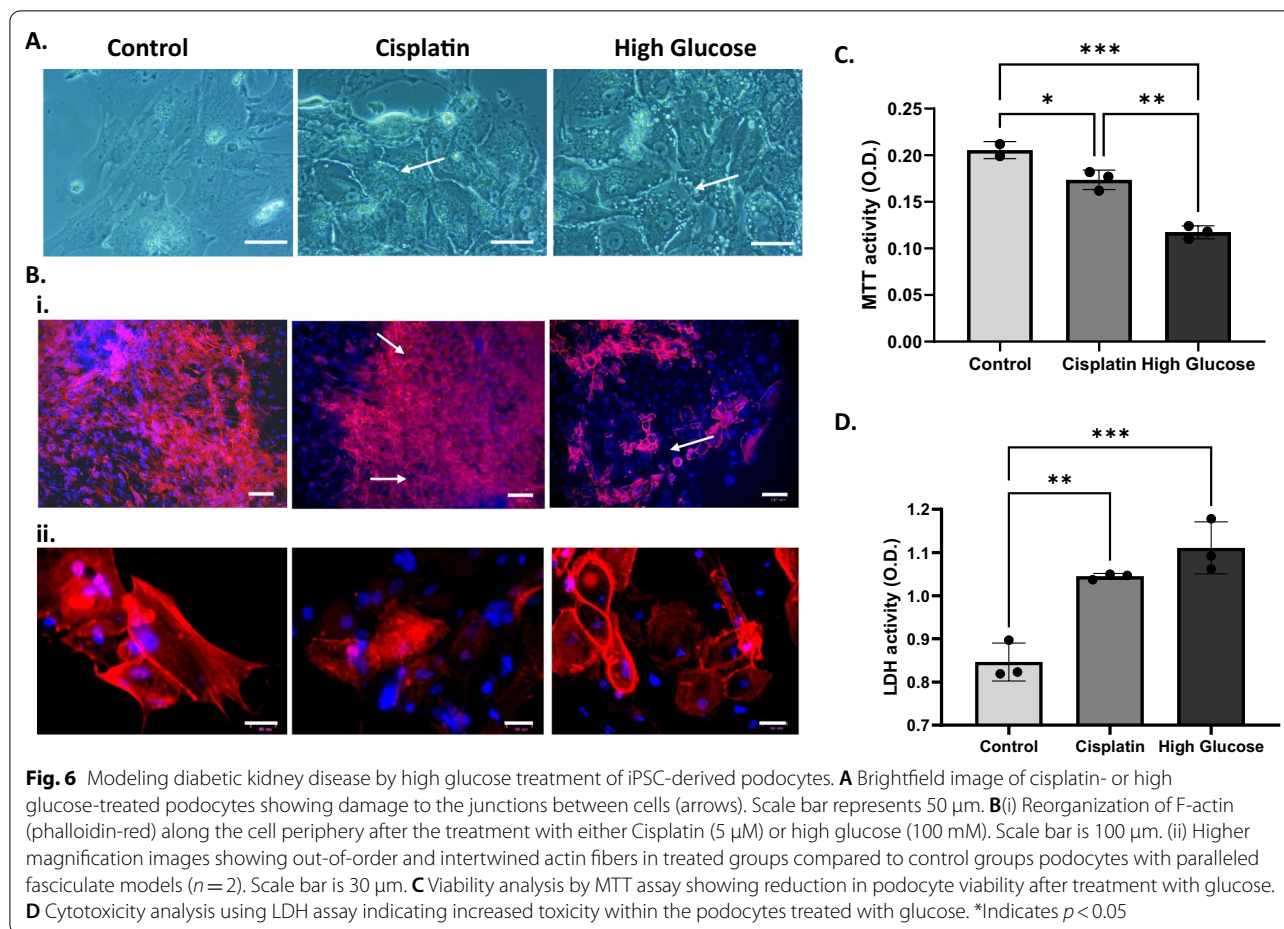 A.
Control
Cisplatin
High Glucose
B.
i.
ii.
C.
***
*
**
MTT activity (O.D.)
0.25
0.20
0.15
0.10
0.05
0.00
Control
Cisplatin
High Glucose
D.
***
**
LDH activity (O.D.)
1.2
1.1
1.0
0.9
0.8
0.7
Control
Cisplatin
High Glucose
Fig. 6 Modeling diabetic kidney disease by high glucose treatment of iPSC-derived podocytes. A Brightfield image of cisplatin- or high
glucose-treated podocytes showing damage to the junctions between cells (arrows). Scale bar represents 50 µm. B(i) Reorganization of F-actin
(phalloidin-red) along the cell periphery after the treatment with either Cisplatin (5 µM) or high glucose (100 mM). Scale bar is 100 µm. (ii) Higher
magnification images showing out-of-order and intertwined actin fibers in treated groups compared to control groups podocytes with paralleled
fasciculate models (n = 2). Scale bar is 30 µm. C Viability analysis by MTT assay showing reduction in podocyte viability after treatment with glucose.
D Cytotoxicity analysis using LDH assay indicating increased toxicity within the podocytes treated with glucose. *Indicates p < 0.05